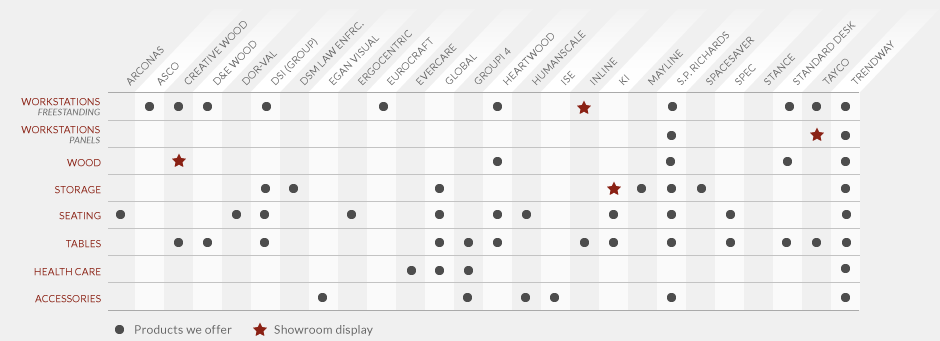 ARCONAS
ASCO
CREATIVE WOOD
D&E WOOD
DOR-VAL
DSI (GROUP)
DSM LAW ENFRC.
EGAN VISUAL
ERGOCENTRIC
EUROCRAFT
EVERCARE
GLOBAL
GROUP 4
HEARTWOOD
HUMANSCALE
ISE
INLINE
KI
MAYLINE
S.P. RICHARDS
SPACESAVER
SPEC
STANCE
STANDARD DESK
TAYCO
TRENDWAY
WORKSTATIONS
FREESTANDING
WORKSTATIONS
PANELS
WOOD
STORAGE
SEATING
TABLES
HEALTH CARE
ACCESSORIES
Products we offer
Showroom display